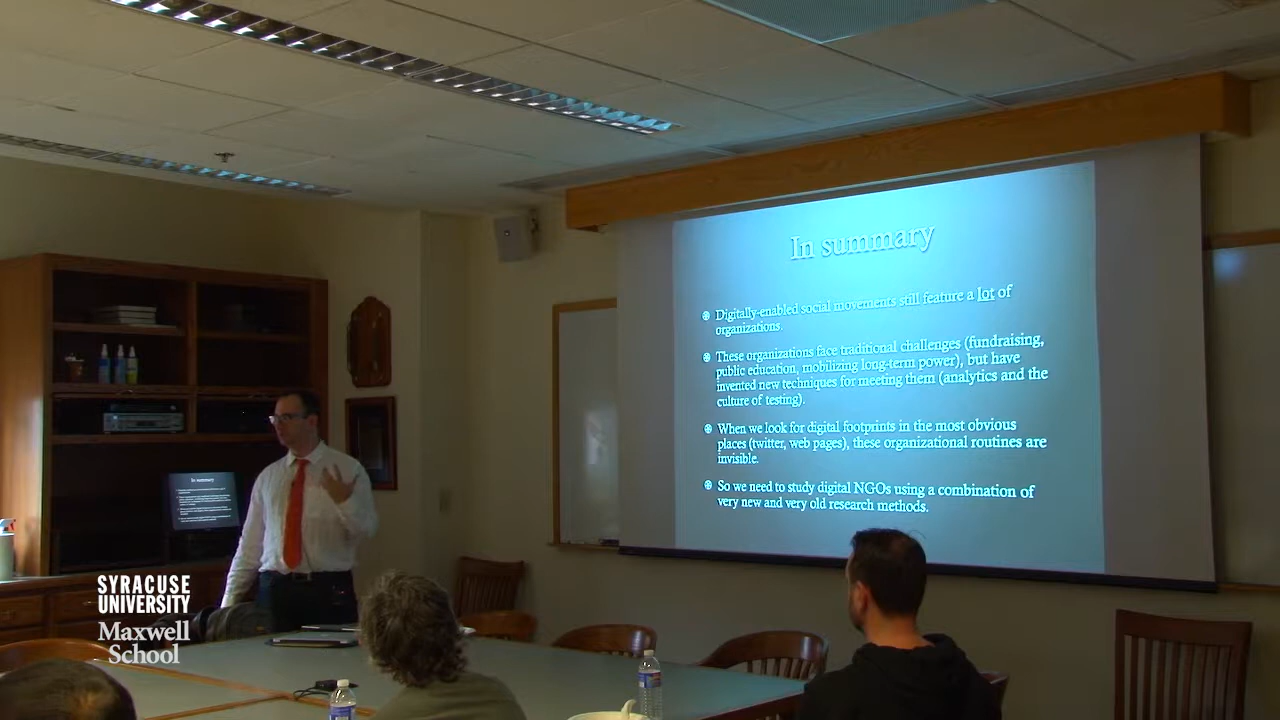 In summary
Digitally-enabled social movements still feature a lot of
organizations.
These organizations face traditional challenges (fundraising,
public education, mobilizing long-term power), but have
invented new techniques for meeting them (analytics and the
culture of testing).
When we look for digital footprints in the most obvious
places (twitter, web pages), these organizational routines are
invisible.
So we need to study digital NGOs using a combination of
very new and very old research methods.
In summary
SYRACUSE
UNIVERSITY
Maxwell
School